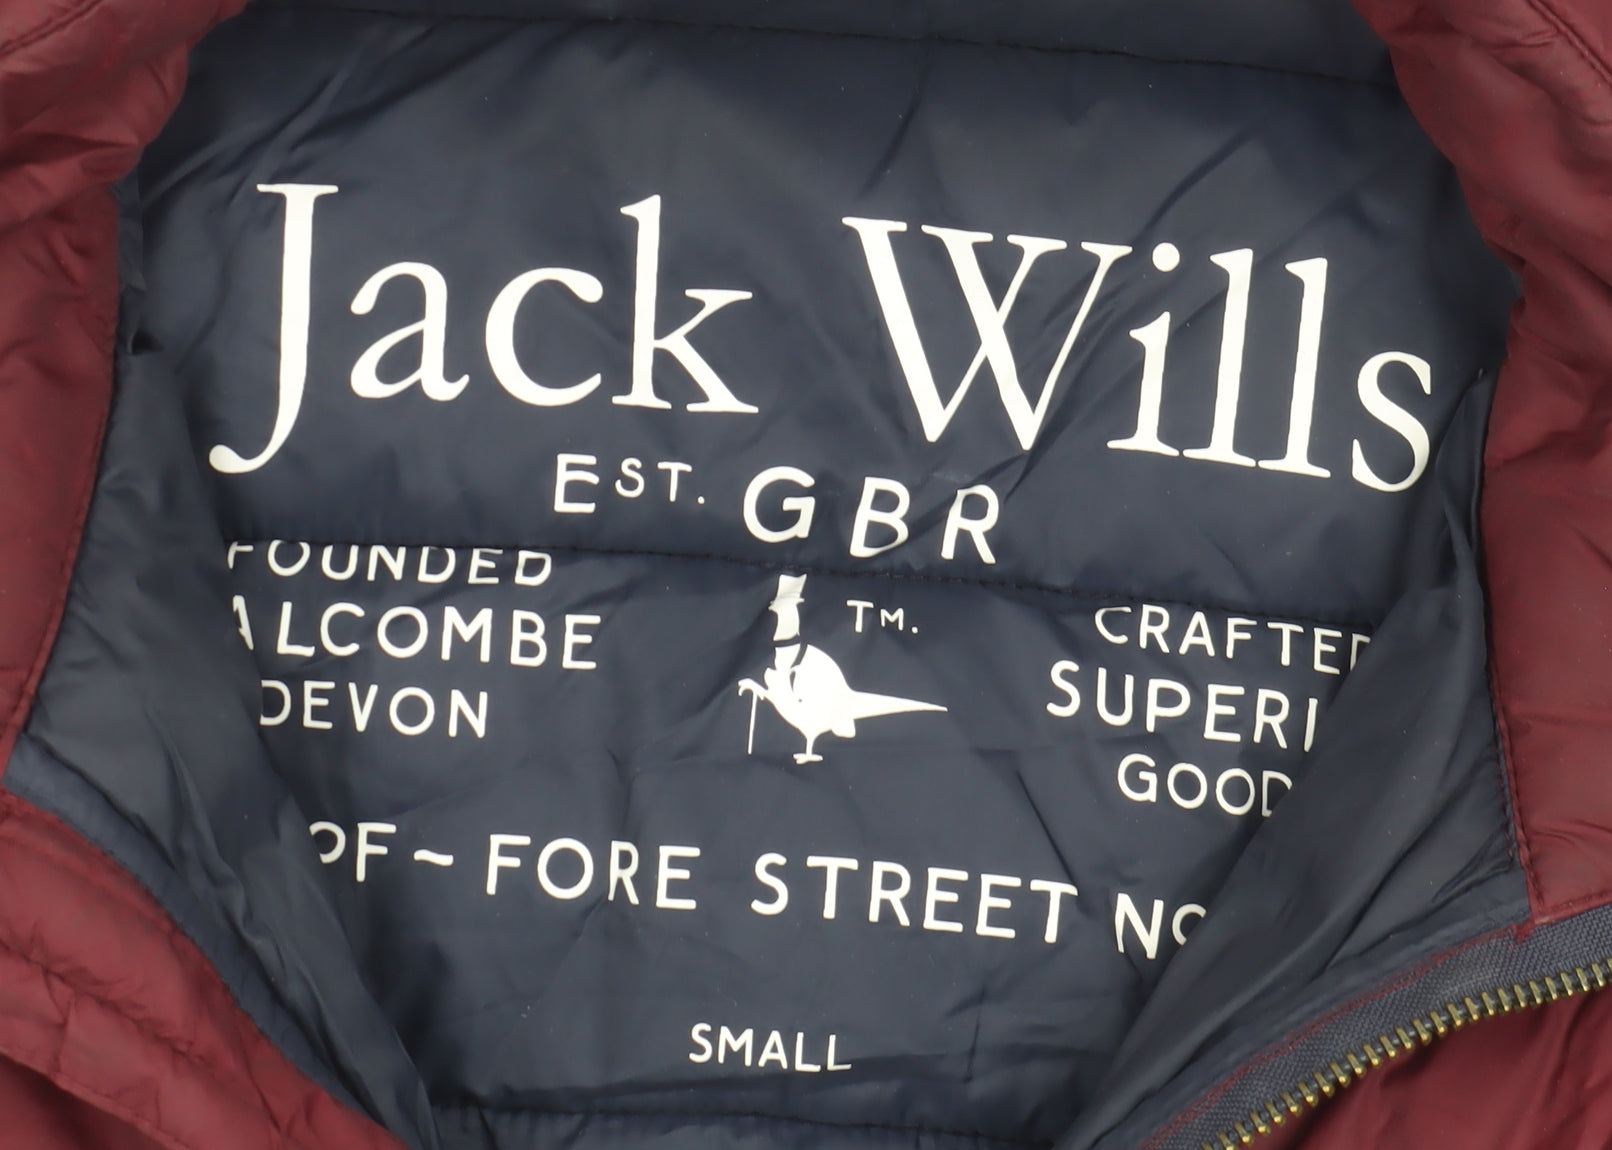 Jack Wills
EST. GBR
FOUNDED
ALCOMBE
DEVON
TM.
CRAFTED
SUPERI
GOOD
OF ~ FORE STREET NO
SMALL